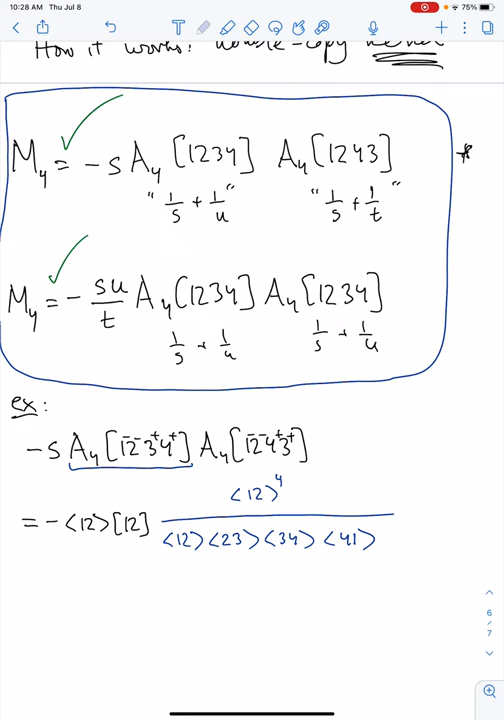 10:28 AM Thu Jul 8
75%
How it works: double-copy kernel
M₄ = -s A₄[1234] A₄[1243] *
"1/s + 1/u" "1/s + 1/t"
M₄ = - su/t A₄[1234] A₄[1234]
1/s + 1/u 1/s + 1/u
ex:
-s A₄[1⁻2⁻3⁺4⁺] A₄[1⁻2⁻4⁺3⁺]
= -⟨12⟩[12] ⟨12⟩⁴ / ⟨12⟩⟨23⟩⟨34⟩⟨41⟩
6
/
7